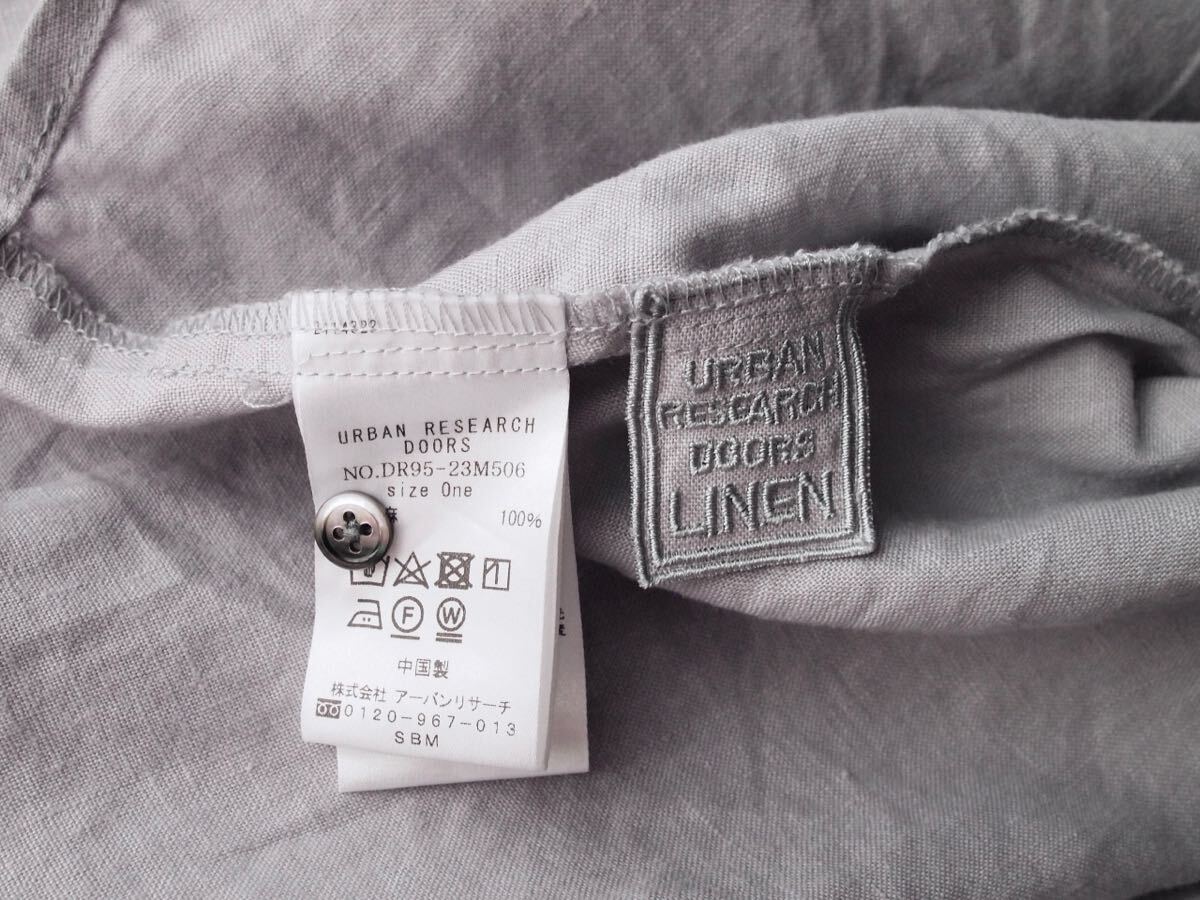 URBAN RESEARCH
DOORS
NO.DR95-23M506
size One
麻 100%
F W
中国製
株式会社 アーバンリサーチ
0120-967-013
SBM
URBAN
RESEARCH
DOORS
LINEN